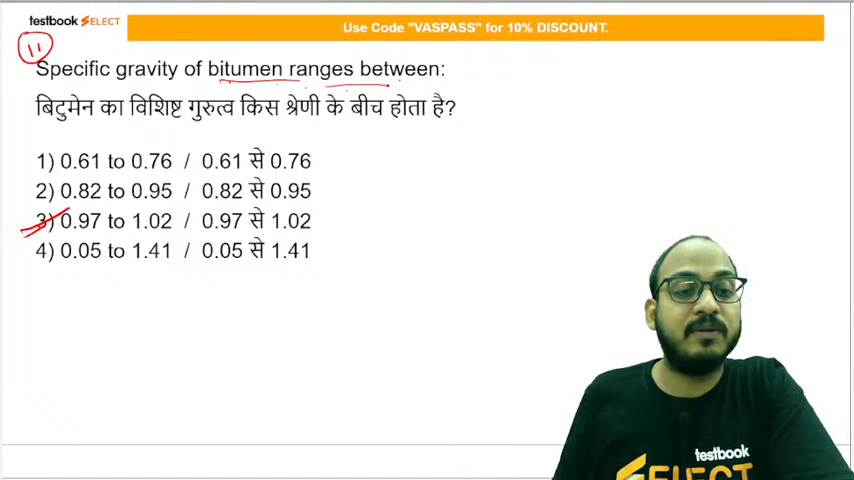 testbook SELECT
Use Code "VASPASS" for 10% DISCOUNT.
11
Specific gravity of bitumen ranges between:
बिटुमेन का विशिष्ट गुरुत्व किस श्रेणी के बीच होता है?
1) 0.61 to 0.76 / 0.61 से 0.76
2) 0.82 to 0.95 / 0.82 से 0.95
3) 0.97 to 1.02 / 0.97 से 1.02
4) 0.05 to 1.41 / 0.05 से 1.41
testbook
SELECT